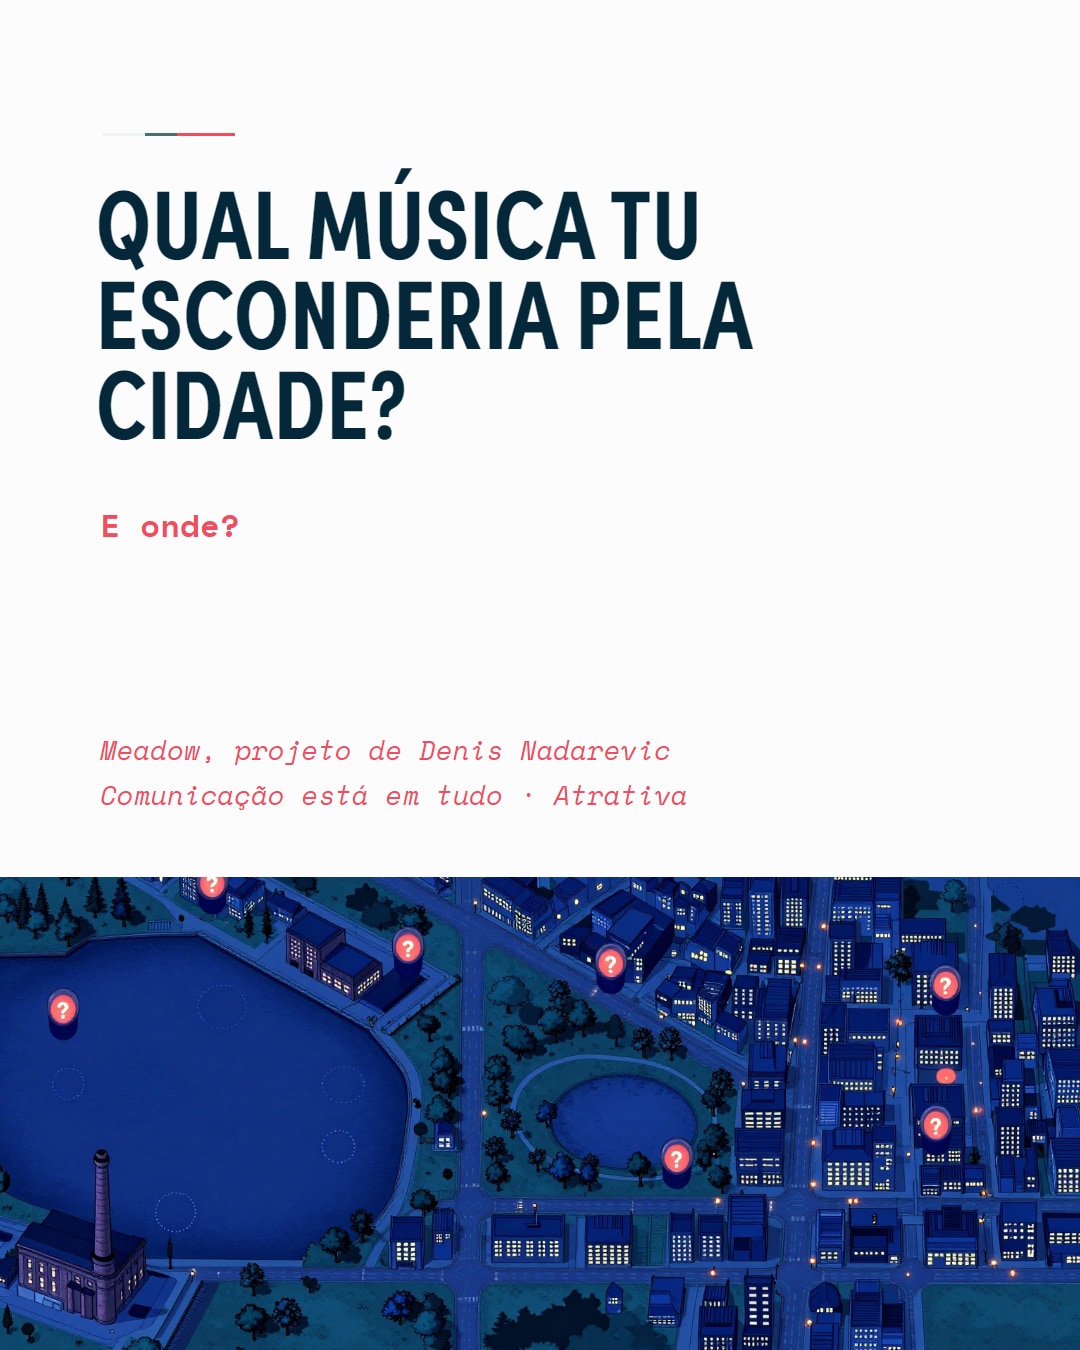 QUAL MÚSICA TU
ESCONDERIA PELA
CIDADE?
E onde?
Meadow, projeto de Denis Nadarevic
Comunicação está em tudo · Atrativa
?
?
?
?
?
?
?